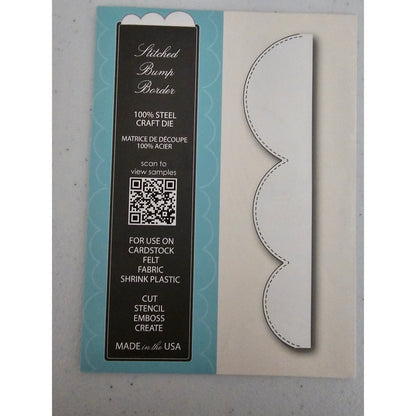 Stitched
Bump
Border
100% STEEL
CRAFT DIE
MATRICE DE DÉCOUPE
100% ACIER
scan to
view samples
FOR USE ON
CARDSTOCK
FELT
FABRIC
SHRINK PLASTIC
CUT
STENCIL
EMBOSS
CREATE
MADE in the USA